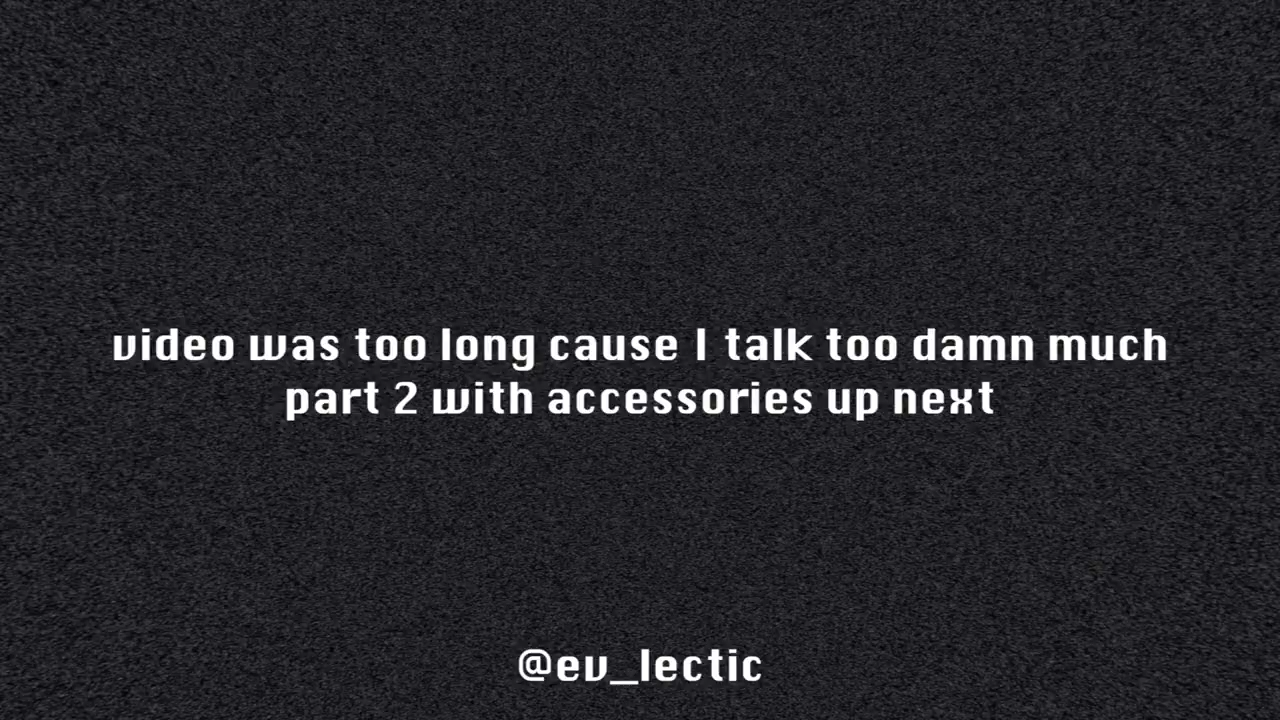 video was too long cause I talk too damn much
part 2 with accessories up next
@ev_lectic